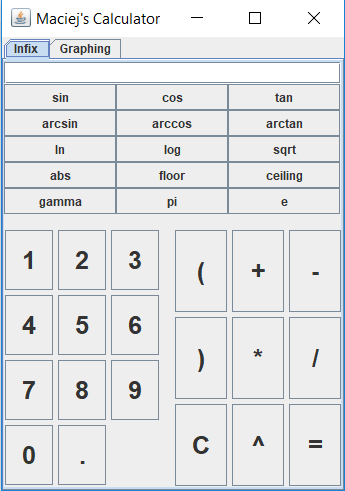 Maciej's Calculator
Infix Graphing
sin cos tan
arcsin arccos arctan
ln log sqrt
abs floor ceiling
gamma pi e
1 2 3 ( + -
4 5 6 ) * /
7 8 9
0 . C ^ =